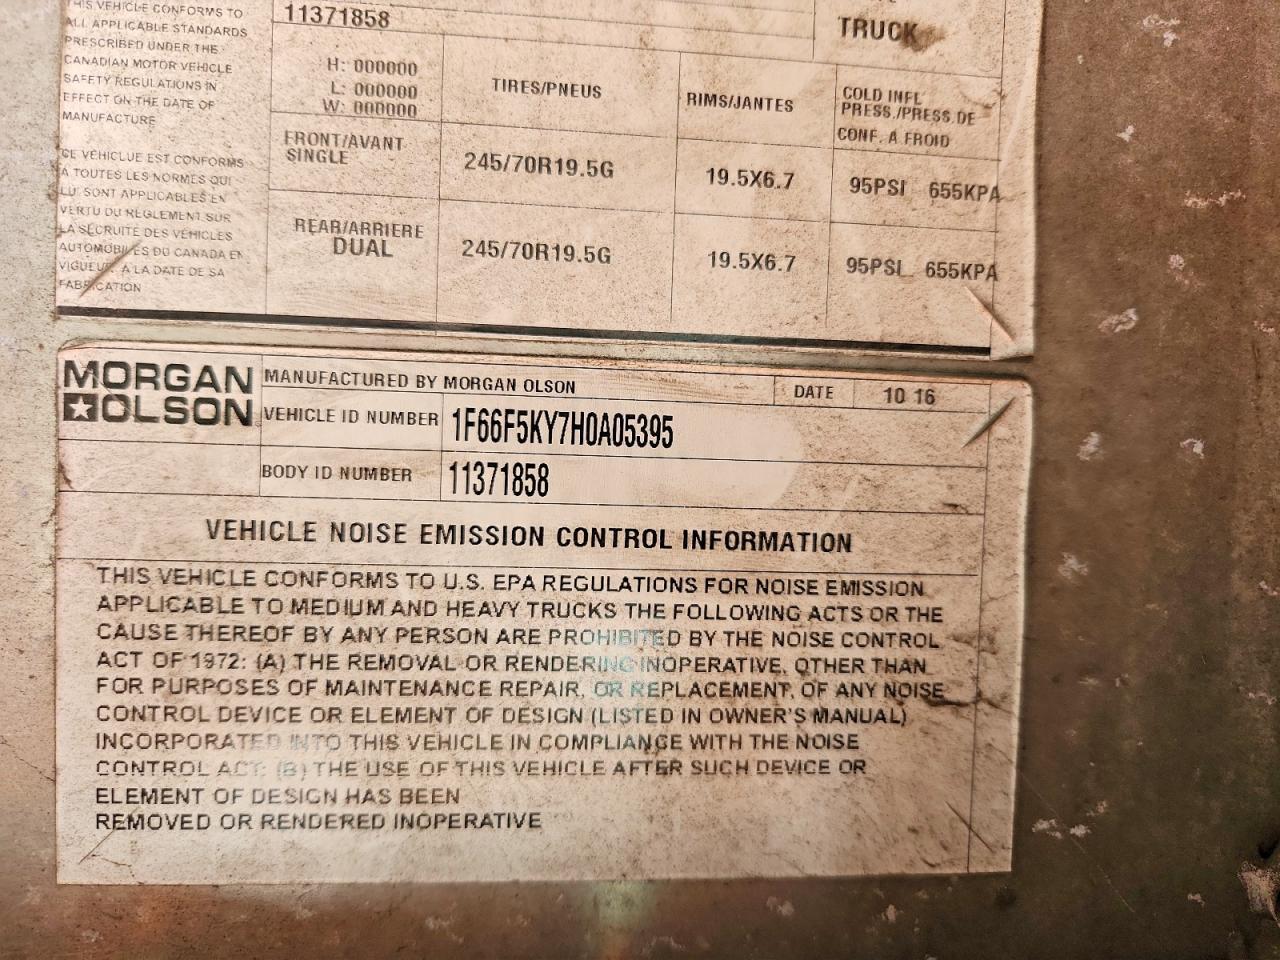 THIS VEHICLE CONFORMS TO
ALL APPLICABLE STANDARDS
PRESCRIBED UNDER THE
CANADIAN MOTOR VEHICLE
SAFETY REGULATIONS IN
EFFECT ON THE DATE OF
MANUFACTURE
CE VÉHICLUE EST CONFORMS
A TOUTES LES NORMES QUI
LUI SONT APPLICABLES EN
VERTU DU RÈGLEMENT SUR
LA SÉCRUITÉ DES VÉHICLES
AUTOMOBILES DU CANADA EN
VIGUEUR A LA DATE DE SA
FABRICATION
11371858
TRUCK
H: 000000
L: 000000
W: 000000
TIRES/PNEUS
RIMS/JANTES
COLD INFL
PRESS./PRESS.DE
CONF. A FROID
FRONT/AVANT
SINGLE
245/70R19.5G
19.5X6.7
95PSI 655KPA
REAR/ARRIERE
DUAL
245/70R19.5G
19.5X6.7
95PSI 655KPA
MORGAN
OLSON
MANUFACTURED BY MORGAN OLSON
DATE
10 16
VEHICLE ID NUMBER
1F66F5KY7H0A05395
BODY ID NUMBER
11371858
VEHICLE NOISE EMISSION CONTROL INFORMATION
THIS VEHICLE CONFORMS TO U.S. EPA REGULATIONS FOR NOISE EMISSION
APPLICABLE TO MEDIUM AND HEAVY TRUCKS THE FOLLOWING ACTS OR THE
CAUSE THEREOF BY ANY PERSON ARE PROHIBITED BY THE NOISE CONTROL
ACT OF 1972: (A) THE REMOVAL OR RENDERING INOPERATIVE, OTHER THAN
FOR PURPOSES OF MAINTENANCE REPAIR, OR REPLACEMENT, OF ANY NOISE
CONTROL DEVICE OR ELEMENT OF DESIGN (LISTED IN OWNER'S MANUAL)
INCORPORATED INTO THIS VEHICLE IN COMPLIANCE WITH THE NOISE
CONTROL ACT: (B) THE USE OF THIS VEHICLE AFTER SUCH DEVICE OR
ELEMENT OF DESIGN HAS BEEN
REMOVED OR RENDERED INOPERATIVE